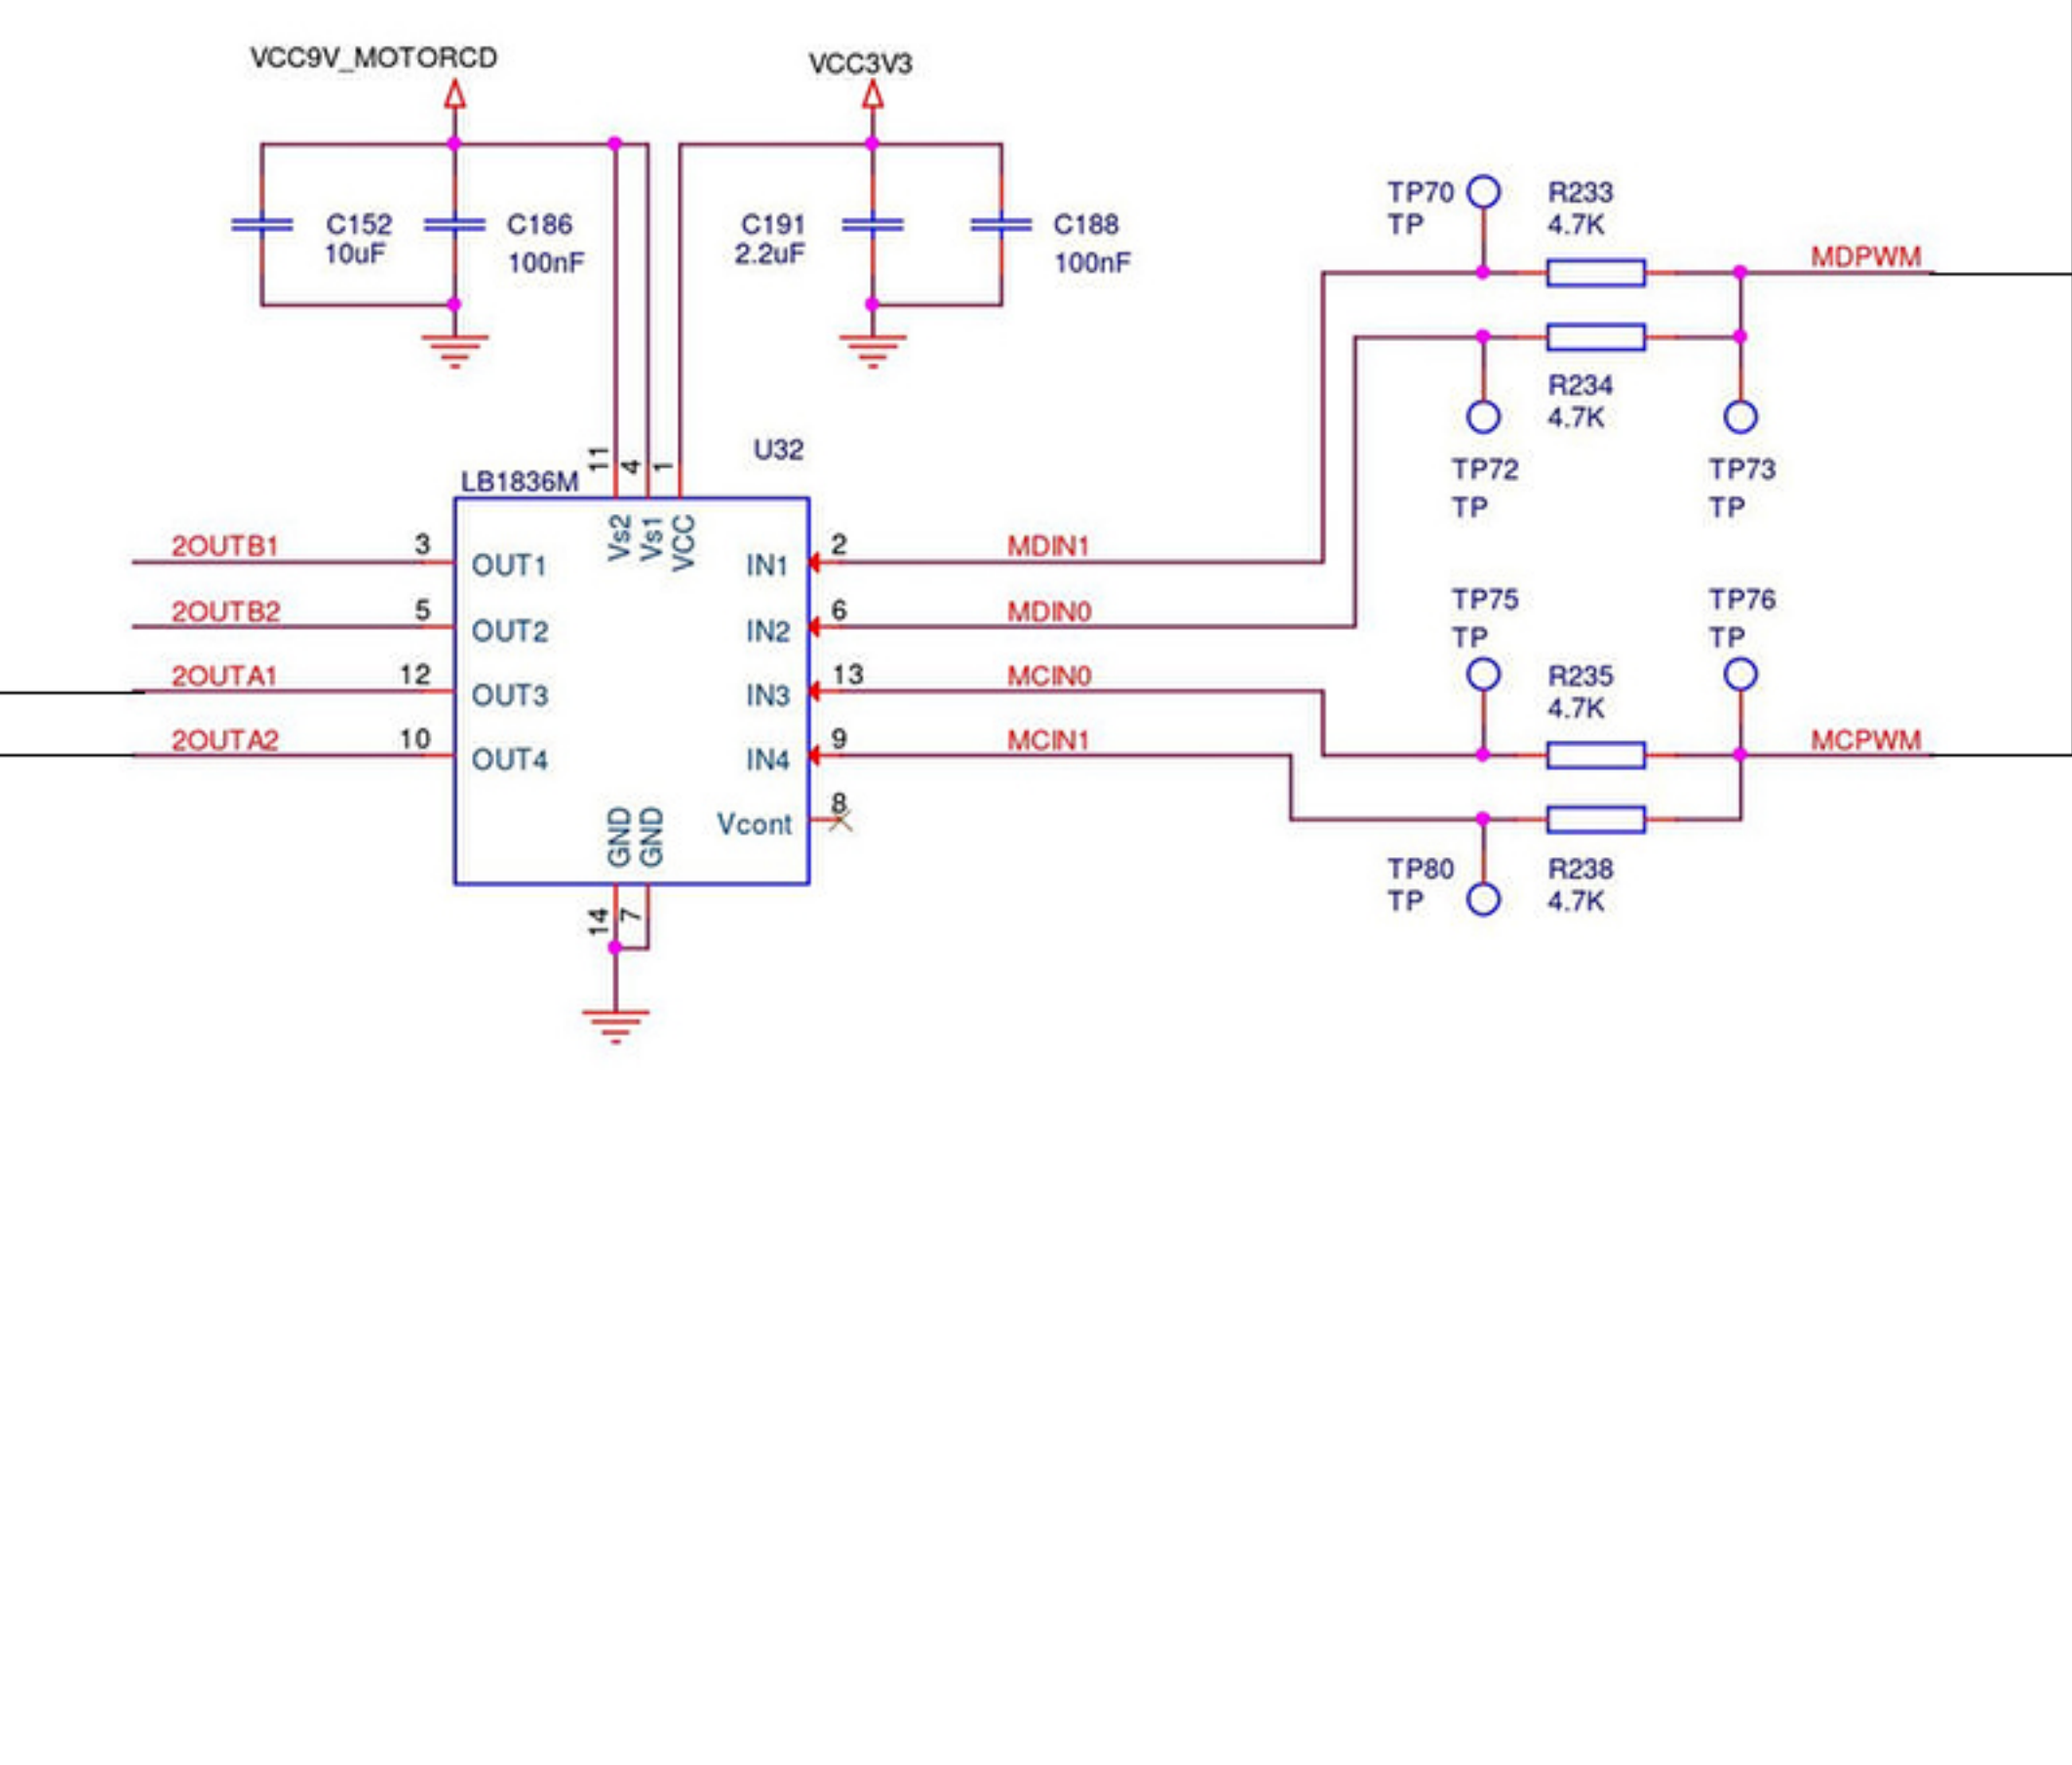 VCC9V_MOTORCD
VCC3V3
C152
10uF
C186
100nF
C191
2.2uF
C188
100nF
TP70
TP
R233
4.7K
MDPWM
R234
4.7K
TP72
TP
TP73
TP
U32
LB1836M
11
4
1
Vs2
Vs1
VCC
2OUTB1
3
OUT1
IN1
2
MDIN1
2OUTB2
5
OUT2
IN2
6
MDIN0
2OUTA1
12
OUT3
IN3
13
MCIN0
2OUTA2
10
OUT4
IN4
9
MCIN1
Vcont
8
GND
GND
14
7
TP75
TP
TP76
TP
R235
4.7K
MCPWM
TP80
TP
R238
4.7K